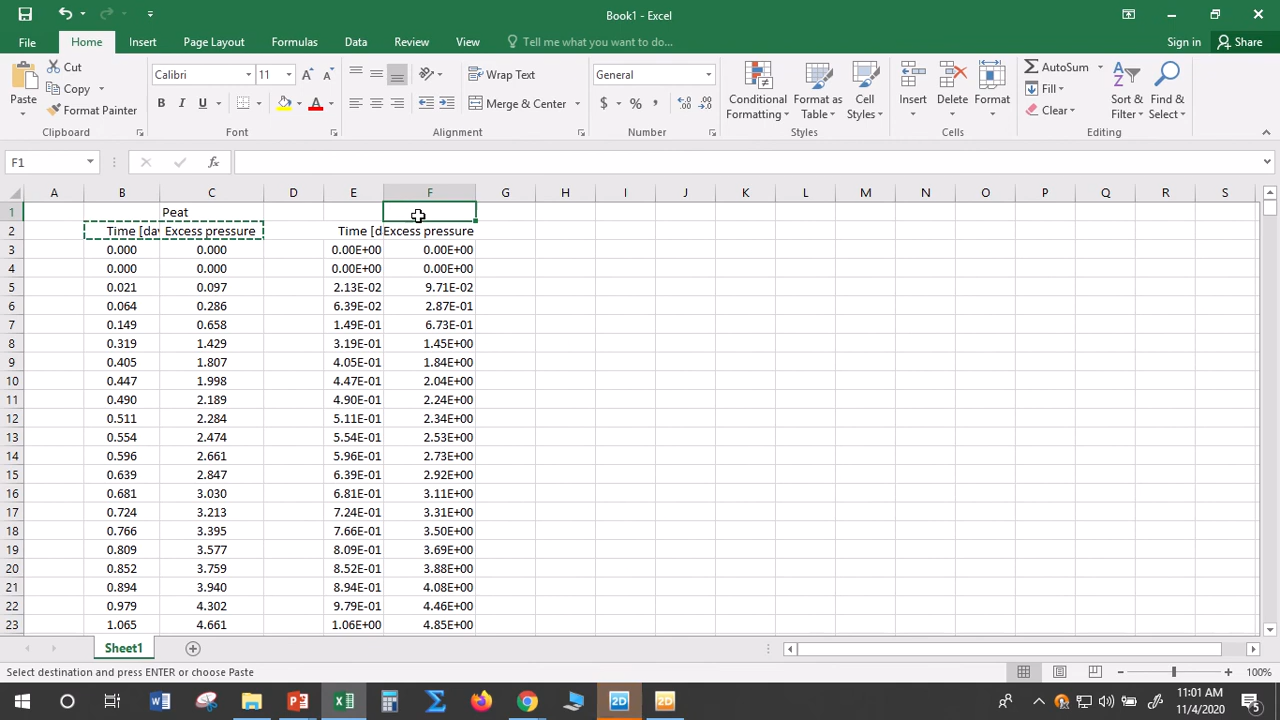 Book1 - Excel
File Home Insert Page Layout Formulas Data Review View Tell me what you want to do... Sign in Share
Paste Cut Copy Format Painter Clipboard
Calibri 11 A A B I U A Font
Wrap Text Merge & Center Alignment
General $ % , Number
Conditional Formatting Format as Table Cell Styles Styles
Insert Delete Format Cells
AutoSum Fill Clear Sort & Filter Find & Select Editing
F1 fx
A B C D E F G H I J K L M N O P Q R S
1 Peat
2 Time [day Excess pressure Time [d Excess pressure
3 0.000 0.000 0.00E+00 0.00E+00
4 0.000 0.000 0.00E+00 0.00E+00
5 0.021 0.097 2.13E-02 9.71E-02
6 0.064 0.286 6.39E-02 2.87E-01
7 0.149 0.658 1.49E-01 6.73E-01
8 0.319 1.429 3.19E-01 1.45E+00
9 0.405 1.807 4.05E-01 1.84E+00
10 0.447 1.998 4.47E-01 2.04E+00
11 0.490 2.189 4.90E-01 2.24E+00
12 0.511 2.284 5.11E-01 2.34E+00
13 0.554 2.474 5.54E-01 2.53E+00
14 0.596 2.661 5.96E-01 2.73E+00
15 0.639 2.847 6.39E-01 2.92E+00
16 0.681 3.030 6.81E-01 3.11E+00
17 0.724 3.213 7.24E-01 3.31E+00
18 0.766 3.395 7.66E-01 3.50E+00
19 0.809 3.577 8.09E-01 3.69E+00
20 0.852 3.759 8.52E-01 3.88E+00
21 0.894 3.940 8.94E-01 4.08E+00
22 0.979 4.302 9.79E-01 4.46E+00
23 1.065 4.661 1.06E+00 4.85E+00
Sheet1
Select destination and press ENTER or choose Paste 100%
2D 2D 11:01 AM
11/4/2020 5